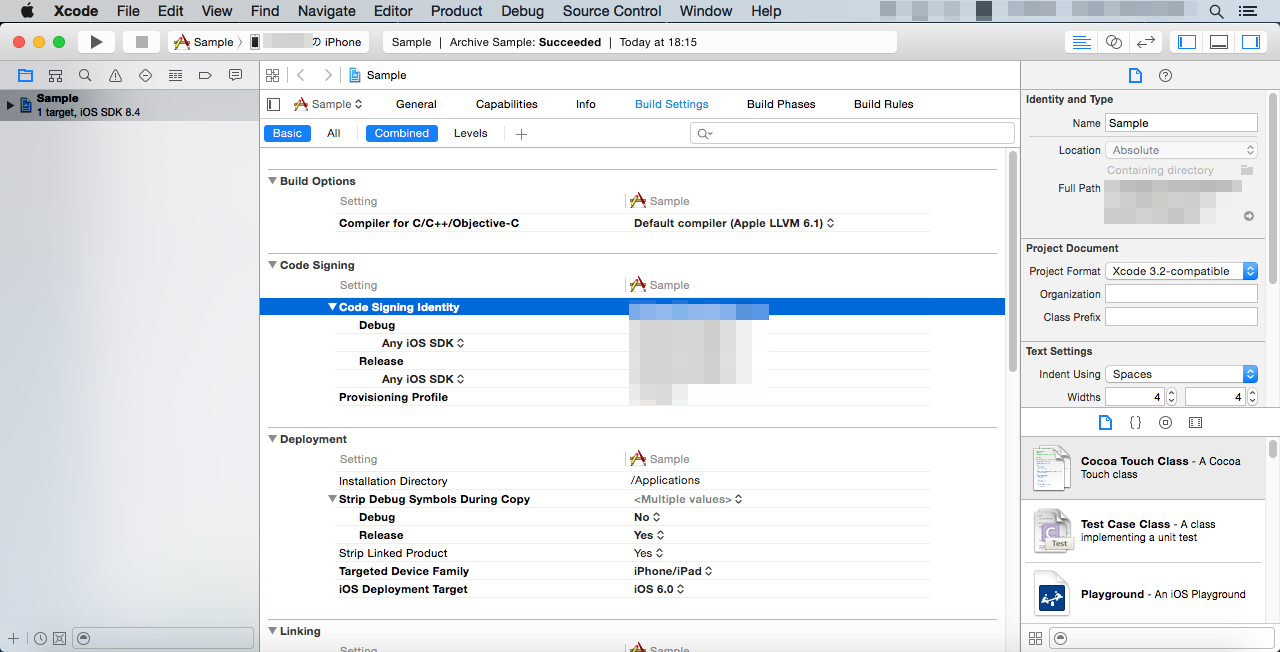 Xcode File Edit View Find Navigate Editor Product Debug Source Control Window Help
Sample の iPhone Sample | Archive Sample: Succeeded | Today at 18:15
Sample
Sample
1 target, iOS SDK 8.4
Sample General Capabilities Info Build Settings Build Phases Build Rules
Basic All Combined Levels
Build Options
Setting Sample
Compiler for C/C++/Objective-C Default compiler (Apple LLVM 6.1)
Code Signing
Setting Sample
Code Signing Identity
Debug
Any iOS SDK
Release
Any iOS SDK
Provisioning Profile
Deployment
Setting Sample
Installation Directory /Applications
Strip Debug Symbols During Copy <Multiple values>
Debug No
Release Yes
Strip Linked Product Yes
Targeted Device Family iPhone/iPad
iOS Deployment Target iOS 6.0
Linking
Setting Sample
Identity and Type
Name Sample
Location Absolute
Containing directory
Full Path
Project Document
Project Format Xcode 3.2-compatible
Organization
Class Prefix
Text Settings
Indent Using Spaces
Widths 4 4
Cocoa Touch Class - A Cocoa
Touch class
Test Case Class - A class
implementing a unit test
Test
Playground - An iOS Playground